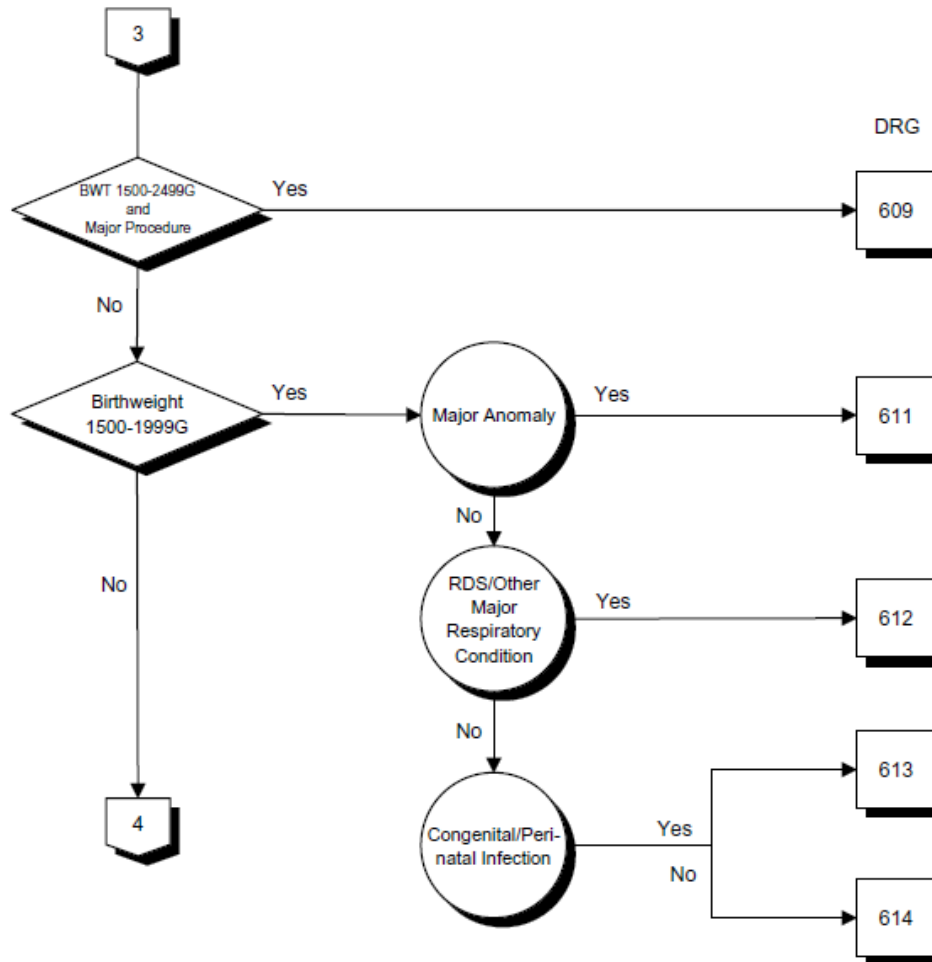 3
DRG
BWT 1500-2499G
and
Major Procedure
Yes
609
No
Birthweight
1500-1999G
Yes
Major Anomaly
Yes
611
No
No
RDS/Other
Major
Respiratory
Condition
Yes
612
No
613
4
Congenital/Peri-
natal Infection
Yes
No
614